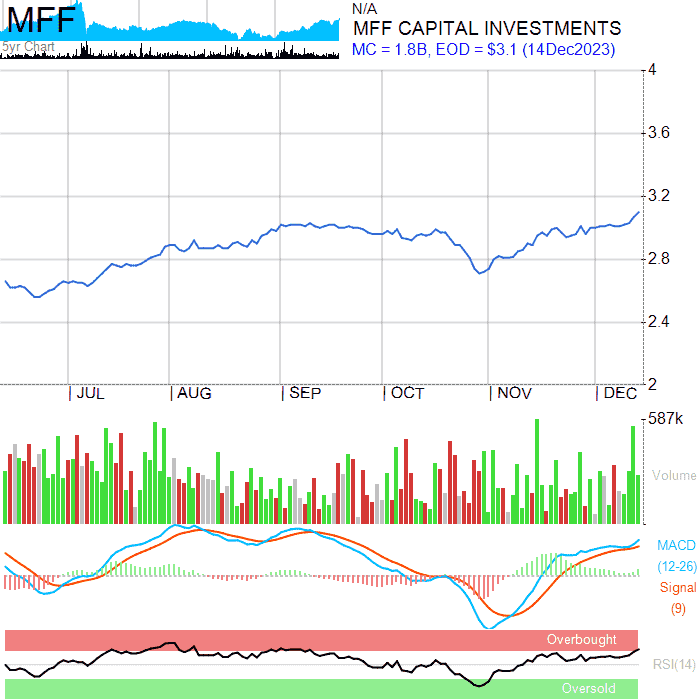 MFF
5yr Chart
N/A
MFF CAPITAL INVESTMENTS
MC = 1.8B, EOD = $3.1 (14Dec2023)
4
3.6
3.2
2.8
2.4
2
JUL AUG SEP OCT NOV DEC
587k
Volume
MACD
(12-26)
Signal
(9)
Overbought
RSI(14)
Oversold